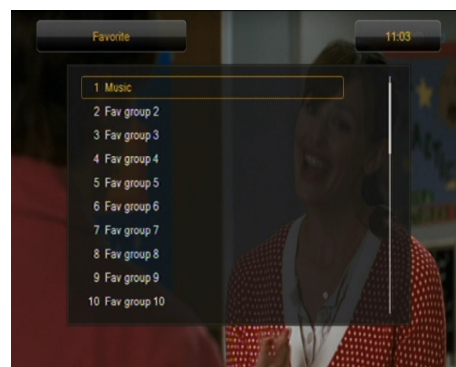 Favorite
11:03
1 Music
2 Fav group 2
3 Fav group 3
4 Fav group 4
5 Fav group 5
6 Fav group 6
7 Fav group 7
8 Fav group 8
9 Fav group 9
10 Fav group 10